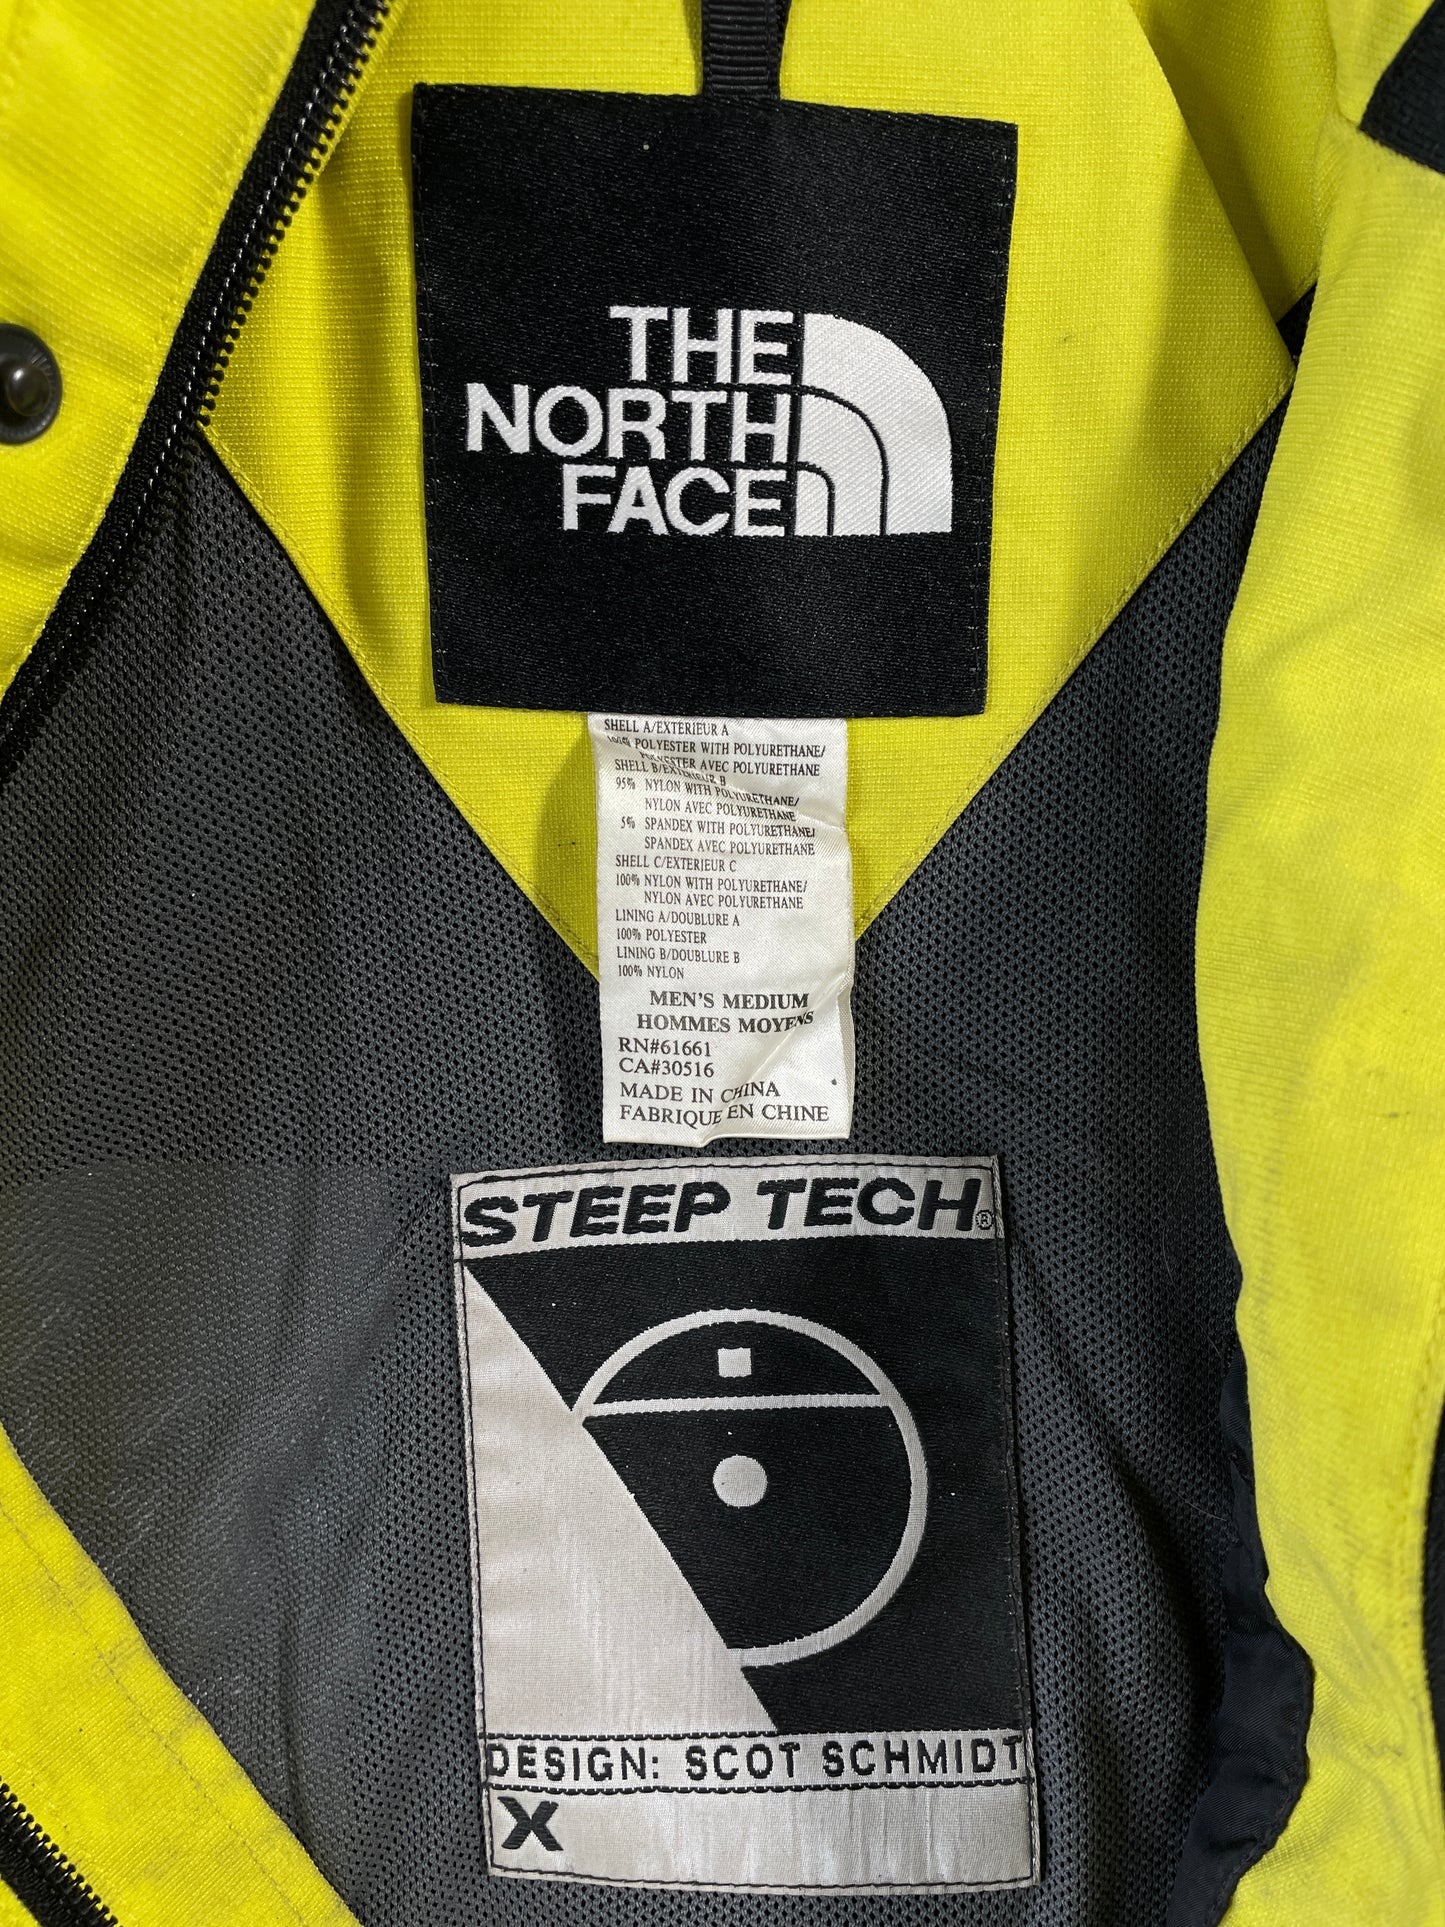 THE
NORTH
FACE
SHELL A/EXTERIEUR A
100% POLYESTER WITH POLYURETHANE/
POLYESTER AVEC POLYURETHANE
SHELL B/EXTERIEUR B
95% NYLON WITH POLYURETHANE/
NYLON AVEC POLYURETHANE
5% SPANDEX WITH POLYURETHANE/
SPANDEX AVEC POLYURETHANE
SHELL C/EXTERIEUR C
100% NYLON WITH POLYURETHANE/
NYLON AVEC POLYURETHANE
LINING A/DOUBLURE A
100% POLYESTER
LINING B/DOUBLURE B
100% NYLON
MEN'S MEDIUM
HOMMES MOYENS
RN#61661
CA#30516
MADE IN CHINA
FABRIQUE EN CHINE
STEEP TECH®
DESIGN: SCOT SCHMIDT
X